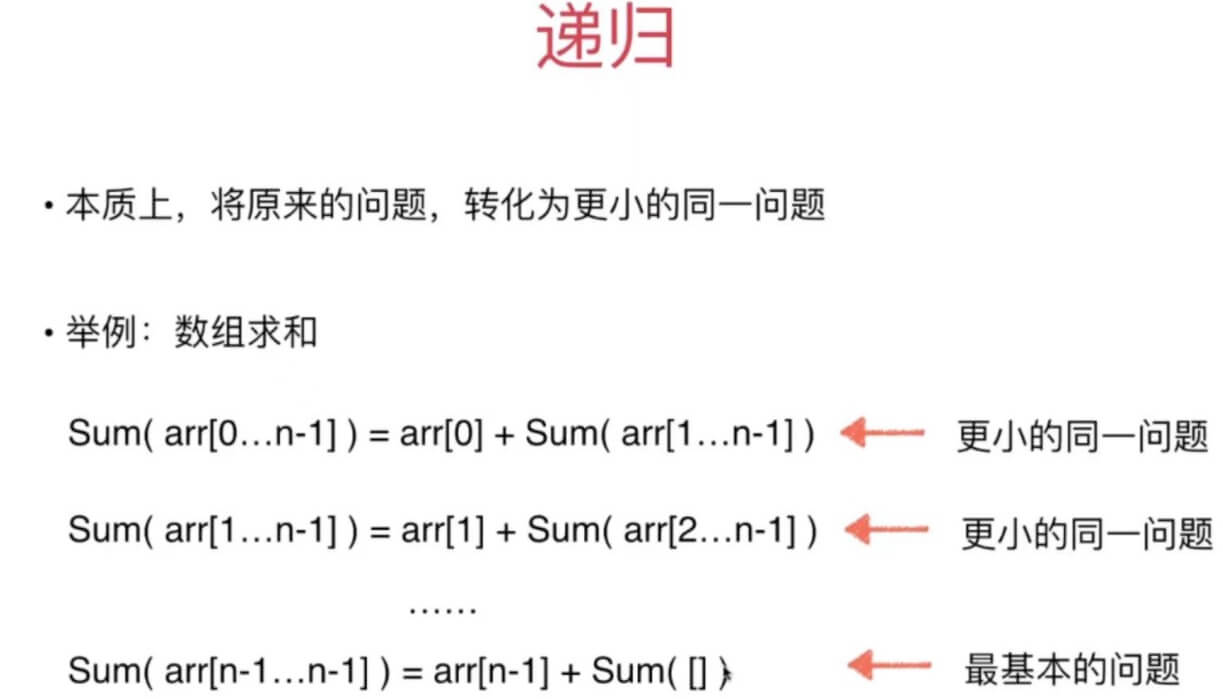 递归
• 本质上，将原来的问题，转化为更小的同一问题
• 举例：数组求和
Sum( arr[0...n-1] ) = arr[0] + Sum( arr[1...n-1] ) 更小的同一问题
Sum( arr[1...n-1] ) = arr[1] + Sum( arr[2...n-1] ) 更小的同一问题
......
Sum( arr[n-1...n-1] ) = arr[n-1] + Sum( [] ) 最基本的问题